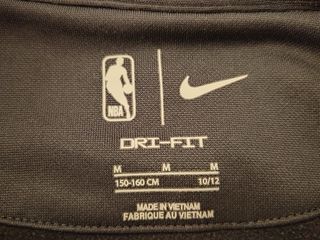 NBA
DRI-FIT
M M M
150-160 CM 10/12
MADE IN VIETNAM
FABRIQUE AU VIETNAM